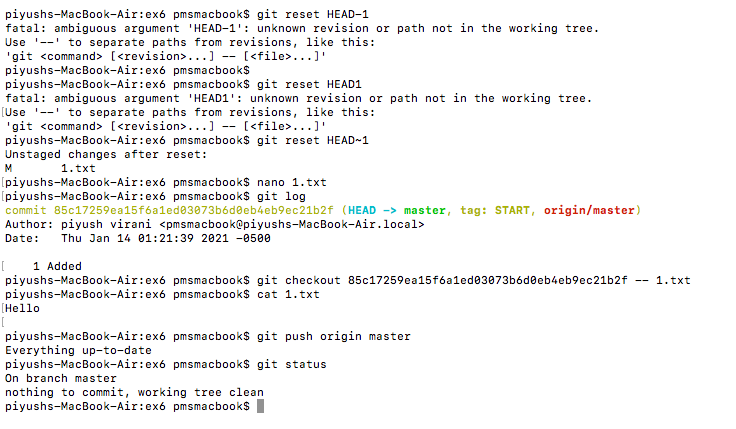 piyushs-MacBook-Air:ex6 pmsmacbook$ git reset HEAD-1
fatal: ambiguous argument 'HEAD-1': unknown revision or path not in the working tree.
Use '--' to separate paths from revisions, like this:
'git <command> [<revision>...] -- [<file>...]'
piyushs-MacBook-Air:ex6 pmsmacbook$
piyushs-MacBook-Air:ex6 pmsmacbook$ git reset HEAD1
fatal: ambiguous argument 'HEAD1': unknown revision or path not in the working tree.
[Use '--' to separate paths from revisions, like this:
'git <command> [<revision>...] -- [<file>...]'
piyushs-MacBook-Air:ex6 pmsmacbook$ git reset HEAD~1
Unstaged changes after reset:
M       1.txt
[piyushs-MacBook-Air:ex6 pmsmacbook$ nano 1.txt
[piyushs-MacBook-Air:ex6 pmsmacbook$ git log
commit 85c17259ea15f6a1ed03073b6d0eb4eb9ec21b2f (HEAD -> master, tag: START, origin/master)
Author: piyush virani <pmsmacbook@piyushs-MacBook-Air.local>
Date:   Thu Jan 14 01:21:39 2021 -0500
[    1 Added
piyushs-MacBook-Air:ex6 pmsmacbook$ git checkout 85c17259ea15f6a1ed03073b6d0eb4eb9ec21b2f -- 1.txt
piyushs-MacBook-Air:ex6 pmsmacbook$ cat 1.txt
[Hello
[
piyushs-MacBook-Air:ex6 pmsmacbook$ git push origin master
Everything up-to-date
piyushs-MacBook-Air:ex6 pmsmacbook$ git status
On branch master
nothing to commit, working tree clean
piyushs-MacBook-Air:ex6 pmsmacbook$